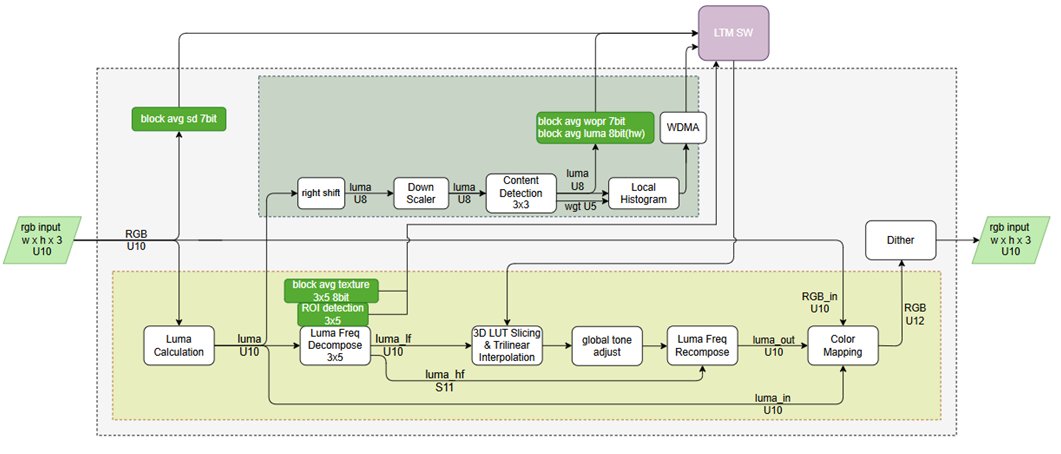 LTM SW
block avg sd 7bit
block avg wopr 7bit
block avg luma 8bit(hw)
WDMA
right shift
luma
U8
Down
Scaler
luma
U8
Content
Detection
3x3
luma
U8
wgt U5
Local
Histogram
rgb input
w x h x 3
U10
RGB
U10
Dither
rgb input
w x h x 3
U10
block avg texture
3x5 8bit
ROI detection
3x5
RGB_in
U10
RGB
U12
Luma
Calculation
luma
U10
Luma Freq
Decompose
3x5
luma_lf
U10
3D LUT Slicing
& Trilinear
Interpolation
global tone
adjust
Luma Freq
Recompose
luma_out
U10
Color
Mapping
luma_hf
S11
luma_in
U10